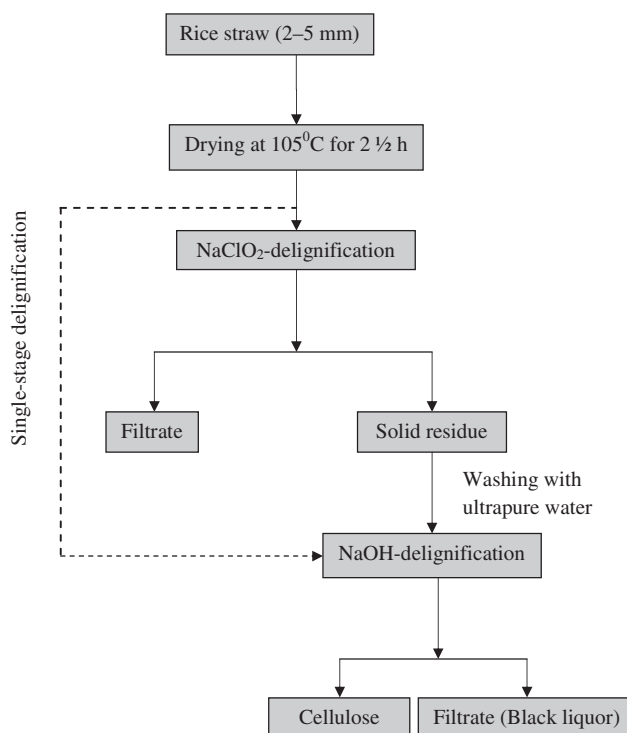 Rice straw (2–5 mm)
Drying at 105⁰C for 2 ½ h
Single-stage delignification
NaClO₂-delignification
Filtrate
Solid residue
Washing with
ultrapure water
NaOH-delignification
Cellulose
Filtrate (Black liquor)